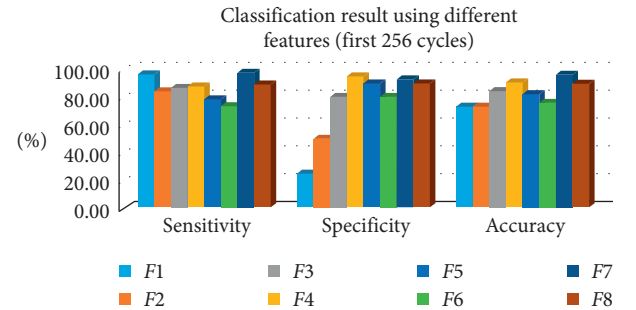 Classification result using different
features (first 256 cycles)
100.00
80.00
60.00
40.00
20.00
0.00
(%)
Sensitivity
Specificity
Accuracy
F1
F3
F5
F7
F2
F4
F6
F8